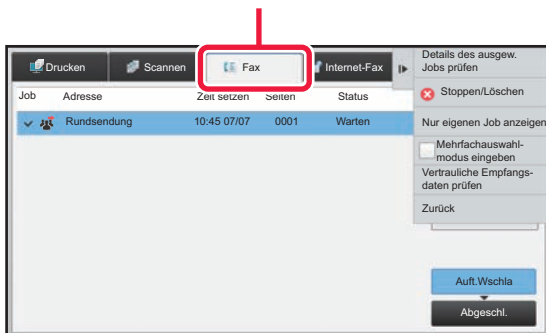 Drucken
Scannen
Fax
Internet-Fax
Job Adresse Zeit setzen Seiten Status
Rundsendung 10:45 07/07 0001 Warten
Details des ausgew.
Jobs prüfen
Stoppen/Löschen
Nur eigenen Job anzeigen
Mehrfachauswahl-
modus eingeben
Vertrauliche Empfangs-
daten prüfen
Zurück
Auft.Wschla
Abgeschl.